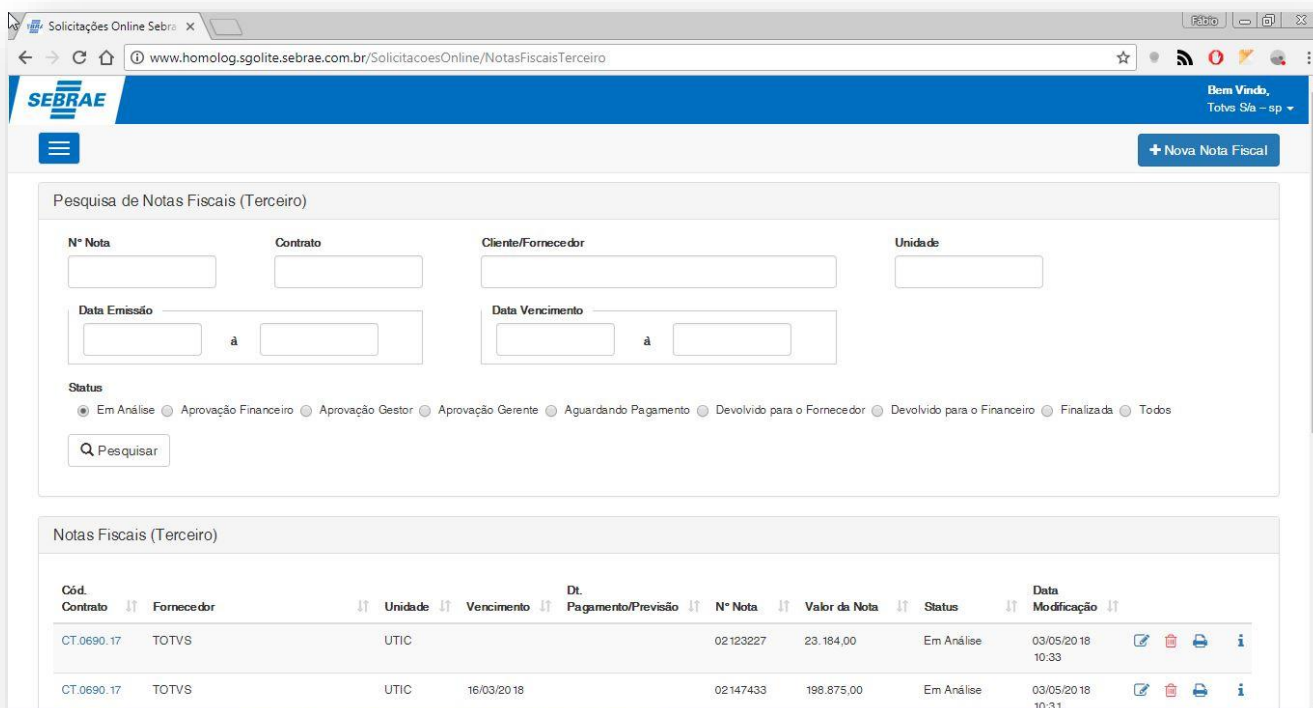 Solicitações Online Sebra
Fábio
www.homolog.sgolite.sebrae.com.br/SolicitacoesOnline/NotasFiscaisTerceiro
SEBRAE
Bem Vindo,
Totvs S/a – sp
+ Nova Nota Fiscal
Pesquisa de Notas Fiscais (Terceiro)
N° Nota Contrato Cliente/Fornecedor Unidade
Data Emissão Data Vencimento
à à
Status
Em Análise Aprovação Financeiro Aprovação Gestor Aprovação Gerente Aguardando Pagamento Devolvido para o Fornecedor Devolvido para o Financeiro Finalizada Todos
Pesquisar
Notas Fiscais (Terceiro)
Cód. Contrato Fornecedor Unidade Vencimento Dt. Pagamento/Previsão N° Nota Valor da Nota Status Data Modificação
CT.0690.17 TOTVS UTIC 02123227 23.184,00 Em Análise 03/05/2018
10:33
CT.0690.17 TOTVS UTIC 16/03/2018 02147433 198.875,00 Em Análise 03/05/2018
10:31